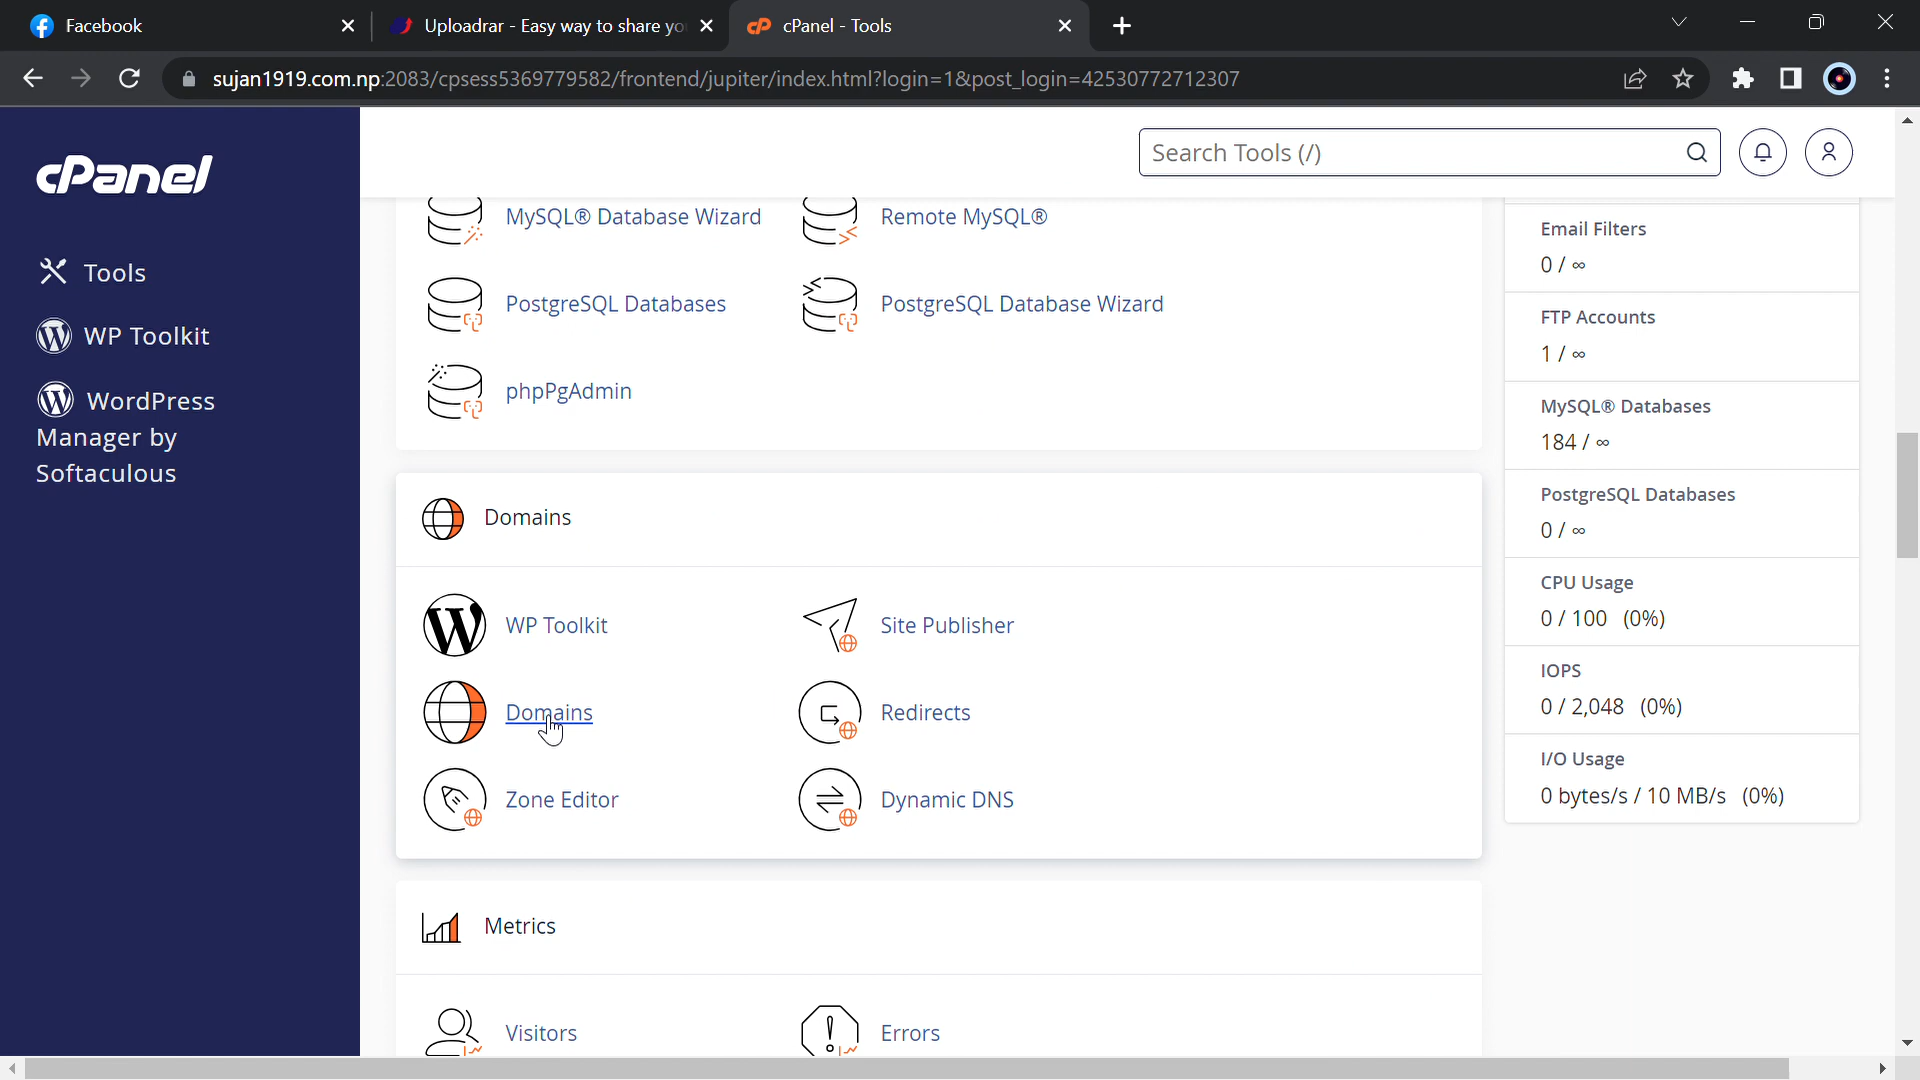 Facebook
Uploadrar - Easy way to share yo
cPanel - Tools
sujan1919.com.np:2083/cpsess5369779582/frontend/jupiter/index.html?login=1&post_login=42530772712307
cPanel
Search Tools (/)
Tools
WP Toolkit
WordPress
Manager by
Softaculous
MySQL® Database Wizard
Remote MySQL®
PostgreSQL Databases
PostgreSQL Database Wizard
phpPgAdmin
Domains
WP Toolkit
Site Publisher
Domains
Redirects
Zone Editor
Dynamic DNS
Metrics
Visitors
Errors
Email Filters
0 / ∞
FTP Accounts
1 / ∞
MySQL® Databases
184 / ∞
PostgreSQL Databases
0 / ∞
CPU Usage
0 / 100 (0%)
IOPS
0 / 2,048 (0%)
I/O Usage
0 bytes/s / 10 MB/s (0%)